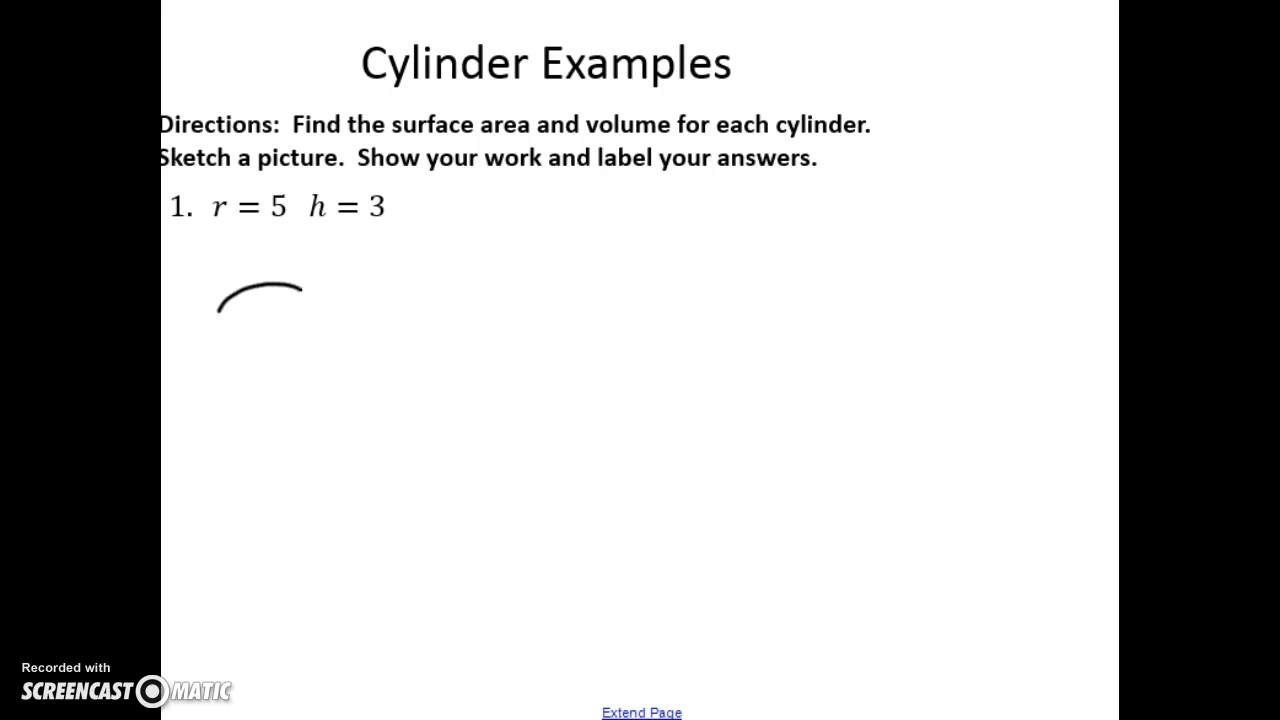 Cylinder Examples
Directions:  Find the surface area and volume for each cylinder.
Sketch a picture.  Show your work and label your answers.
1.  r = 5  h = 3
Recorded with
SCREENCAST MATIC
Extend Page